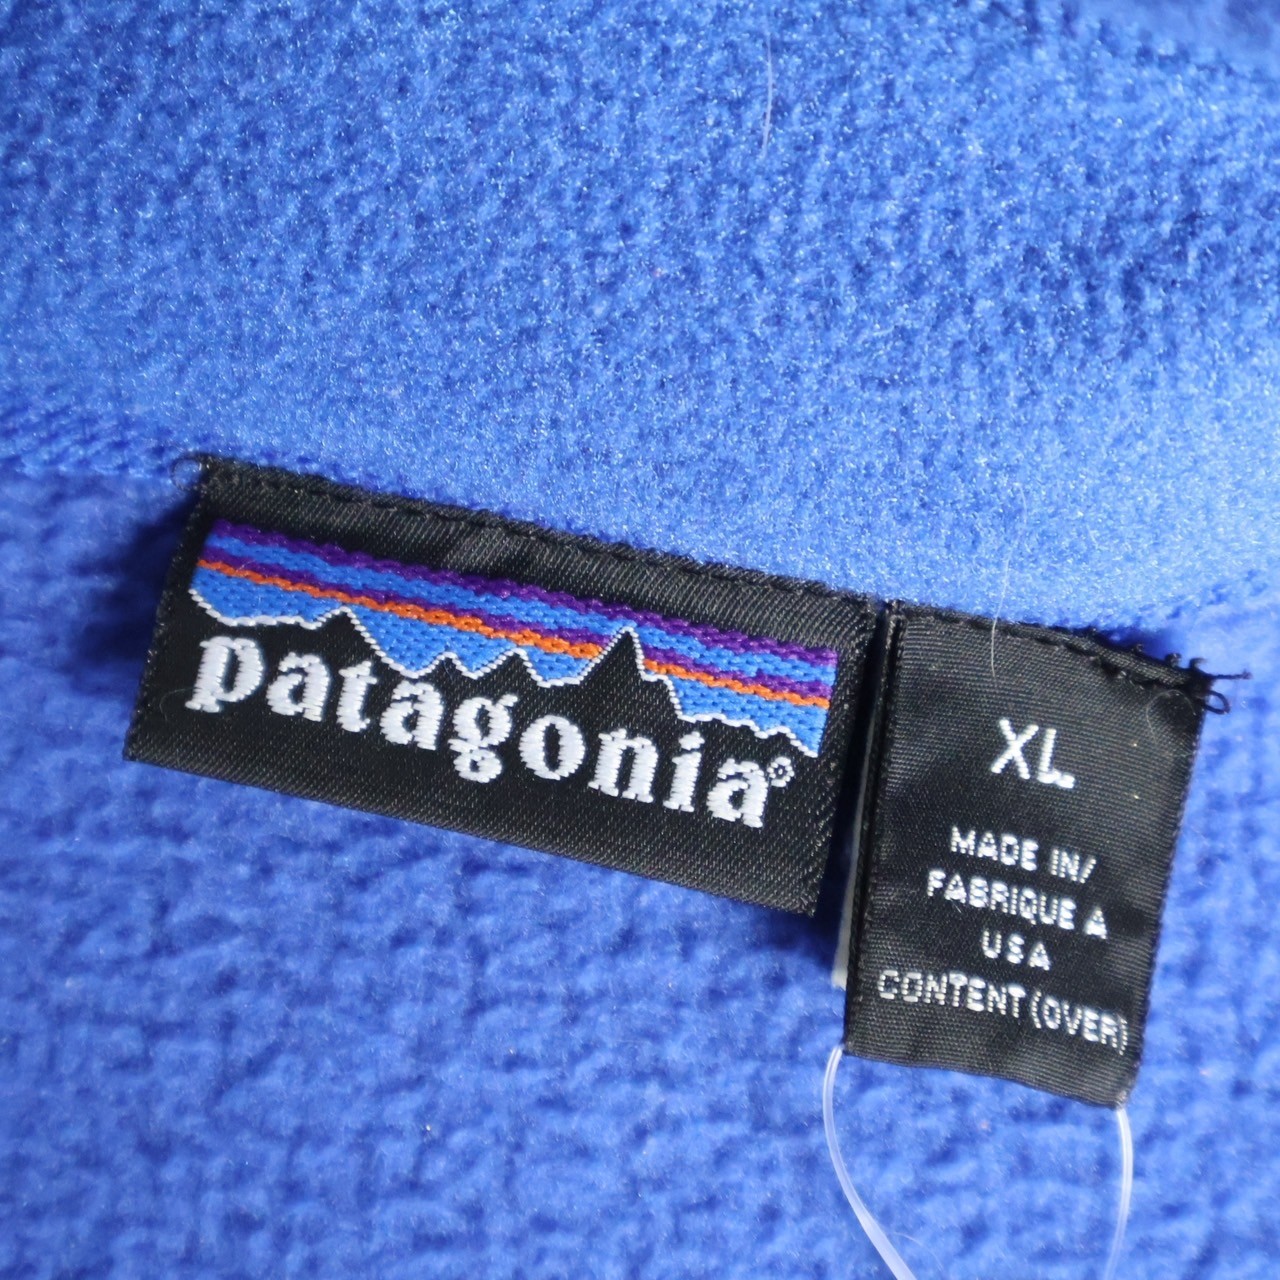 patagonia®
XL
MADE IN/
FABRIQUE A
USA
CONTENT (OVER)